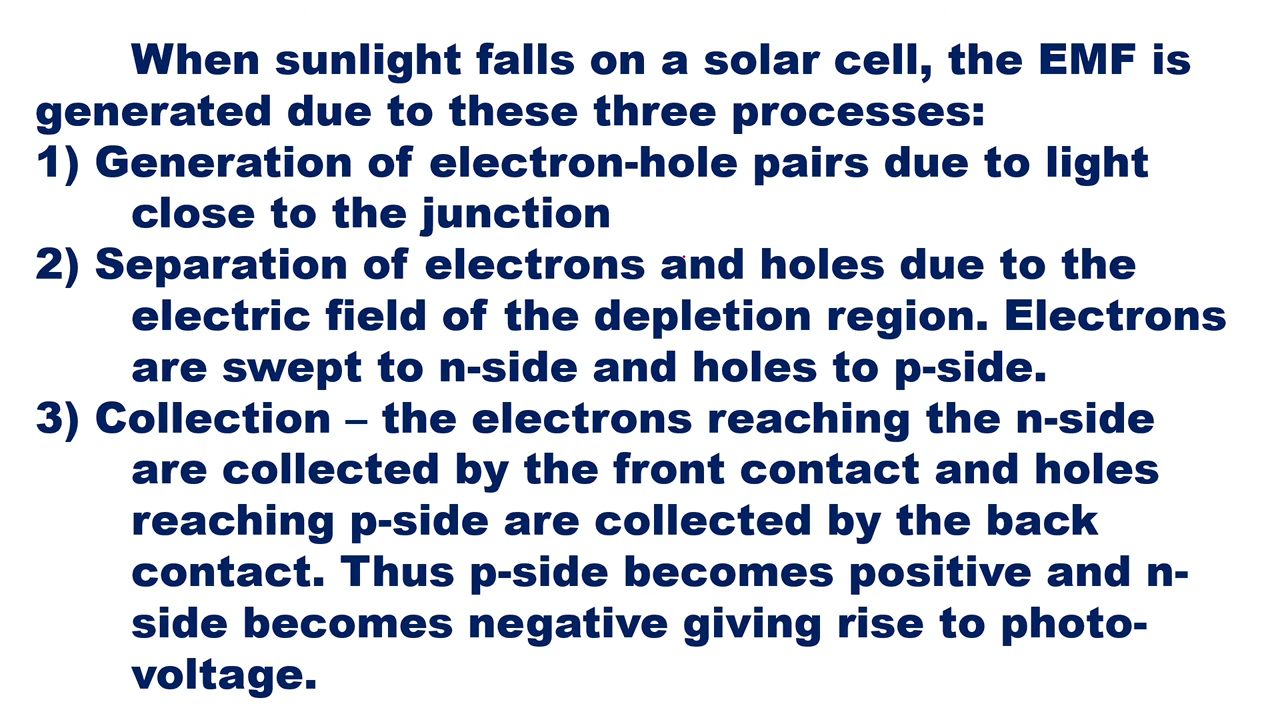 When sunlight falls on a solar cell, the EMF is
generated due to these three processes:
1) Generation of electron-hole pairs due to light
close to the junction
2) Separation of electrons and holes due to the
electric field of the depletion region. Electrons
are swept to n-side and holes to p-side.
3) Collection – the electrons reaching the n-side
are collected by the front contact and holes
reaching p-side are collected by the back
contact. Thus p-side becomes positive and n-
side becomes negative giving rise to photo-
voltage.